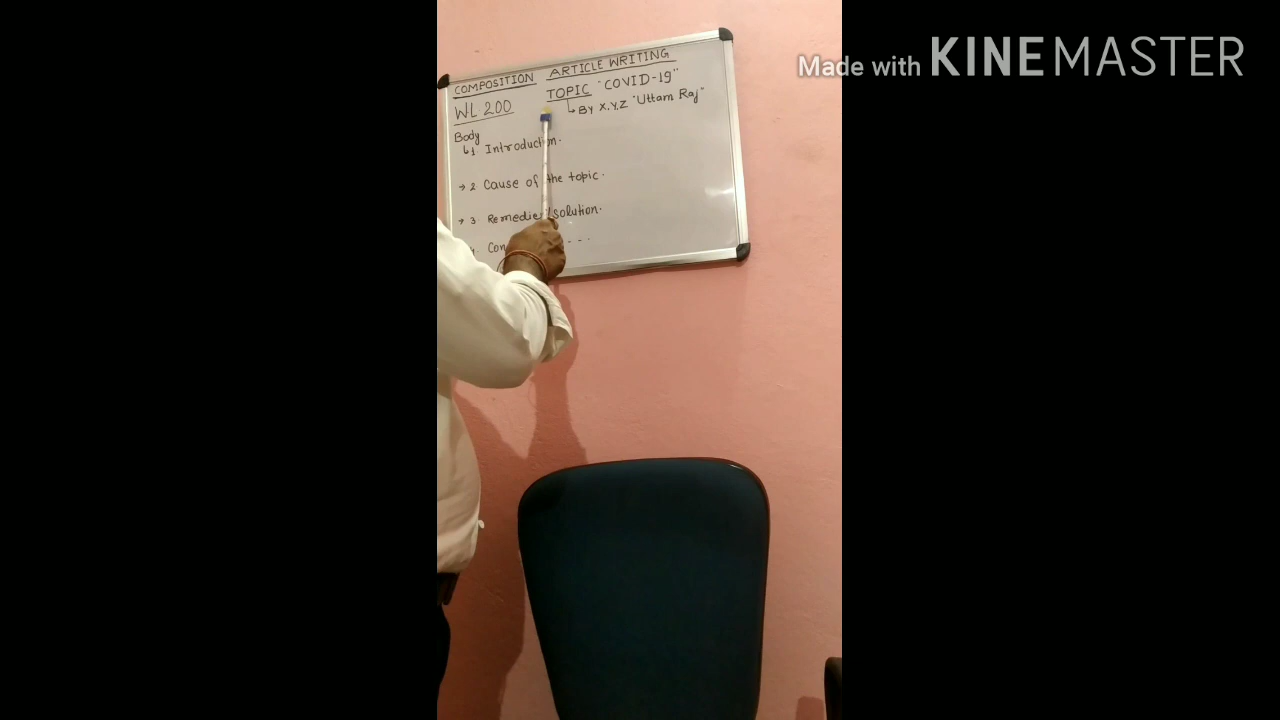 Made with KINEMASTER
COMPOSITION ARTICLE WRITING
WL 200 TOPIC "COVID-19"
↳ BY X.Y.Z "Uttam Raj"
Body
↳ 1 Introduction.
→ 2 Cause of the topic.
→ 3. Remedies/solution.